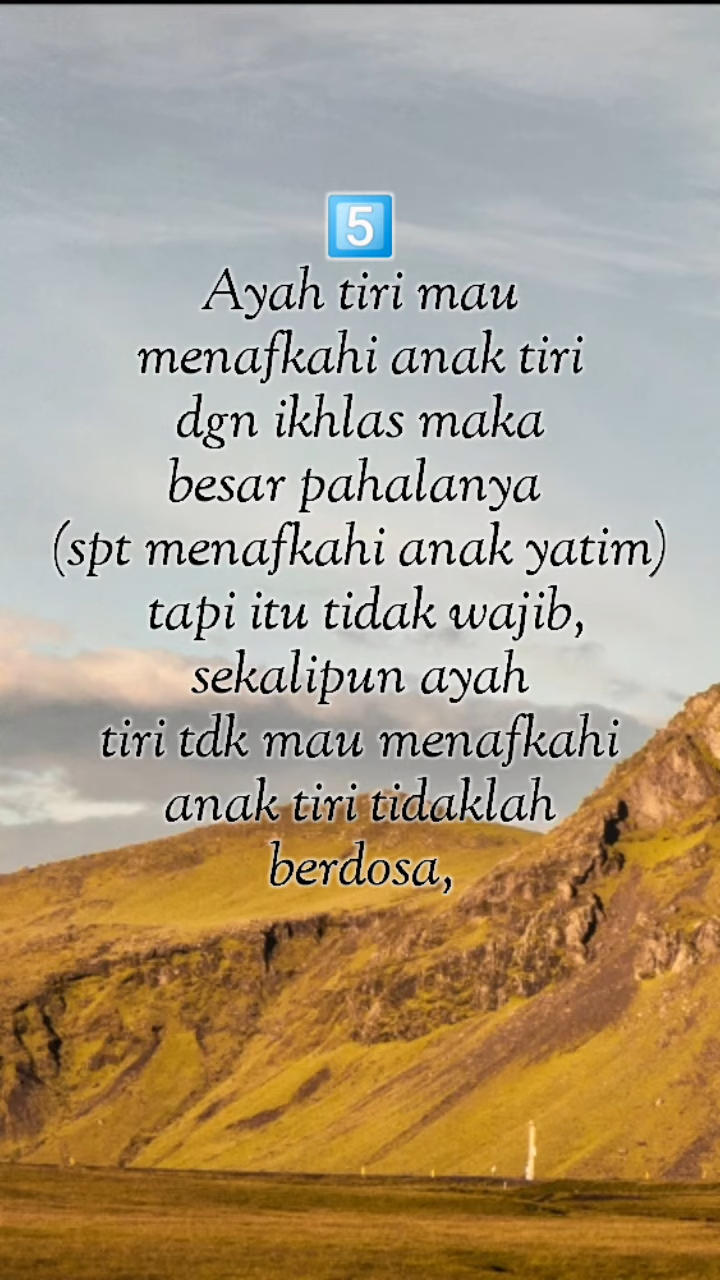 5️⃣
Ayah tiri mau
menafkahi anak tiri
dgn ikhlas maka
besar pahalanya
(spt menafkahi anak yatim)
tapi itu tidak wajib,
sekalipun ayah
tiri tdk mau menafkahi
anak tiri tidaklah
berdosa,